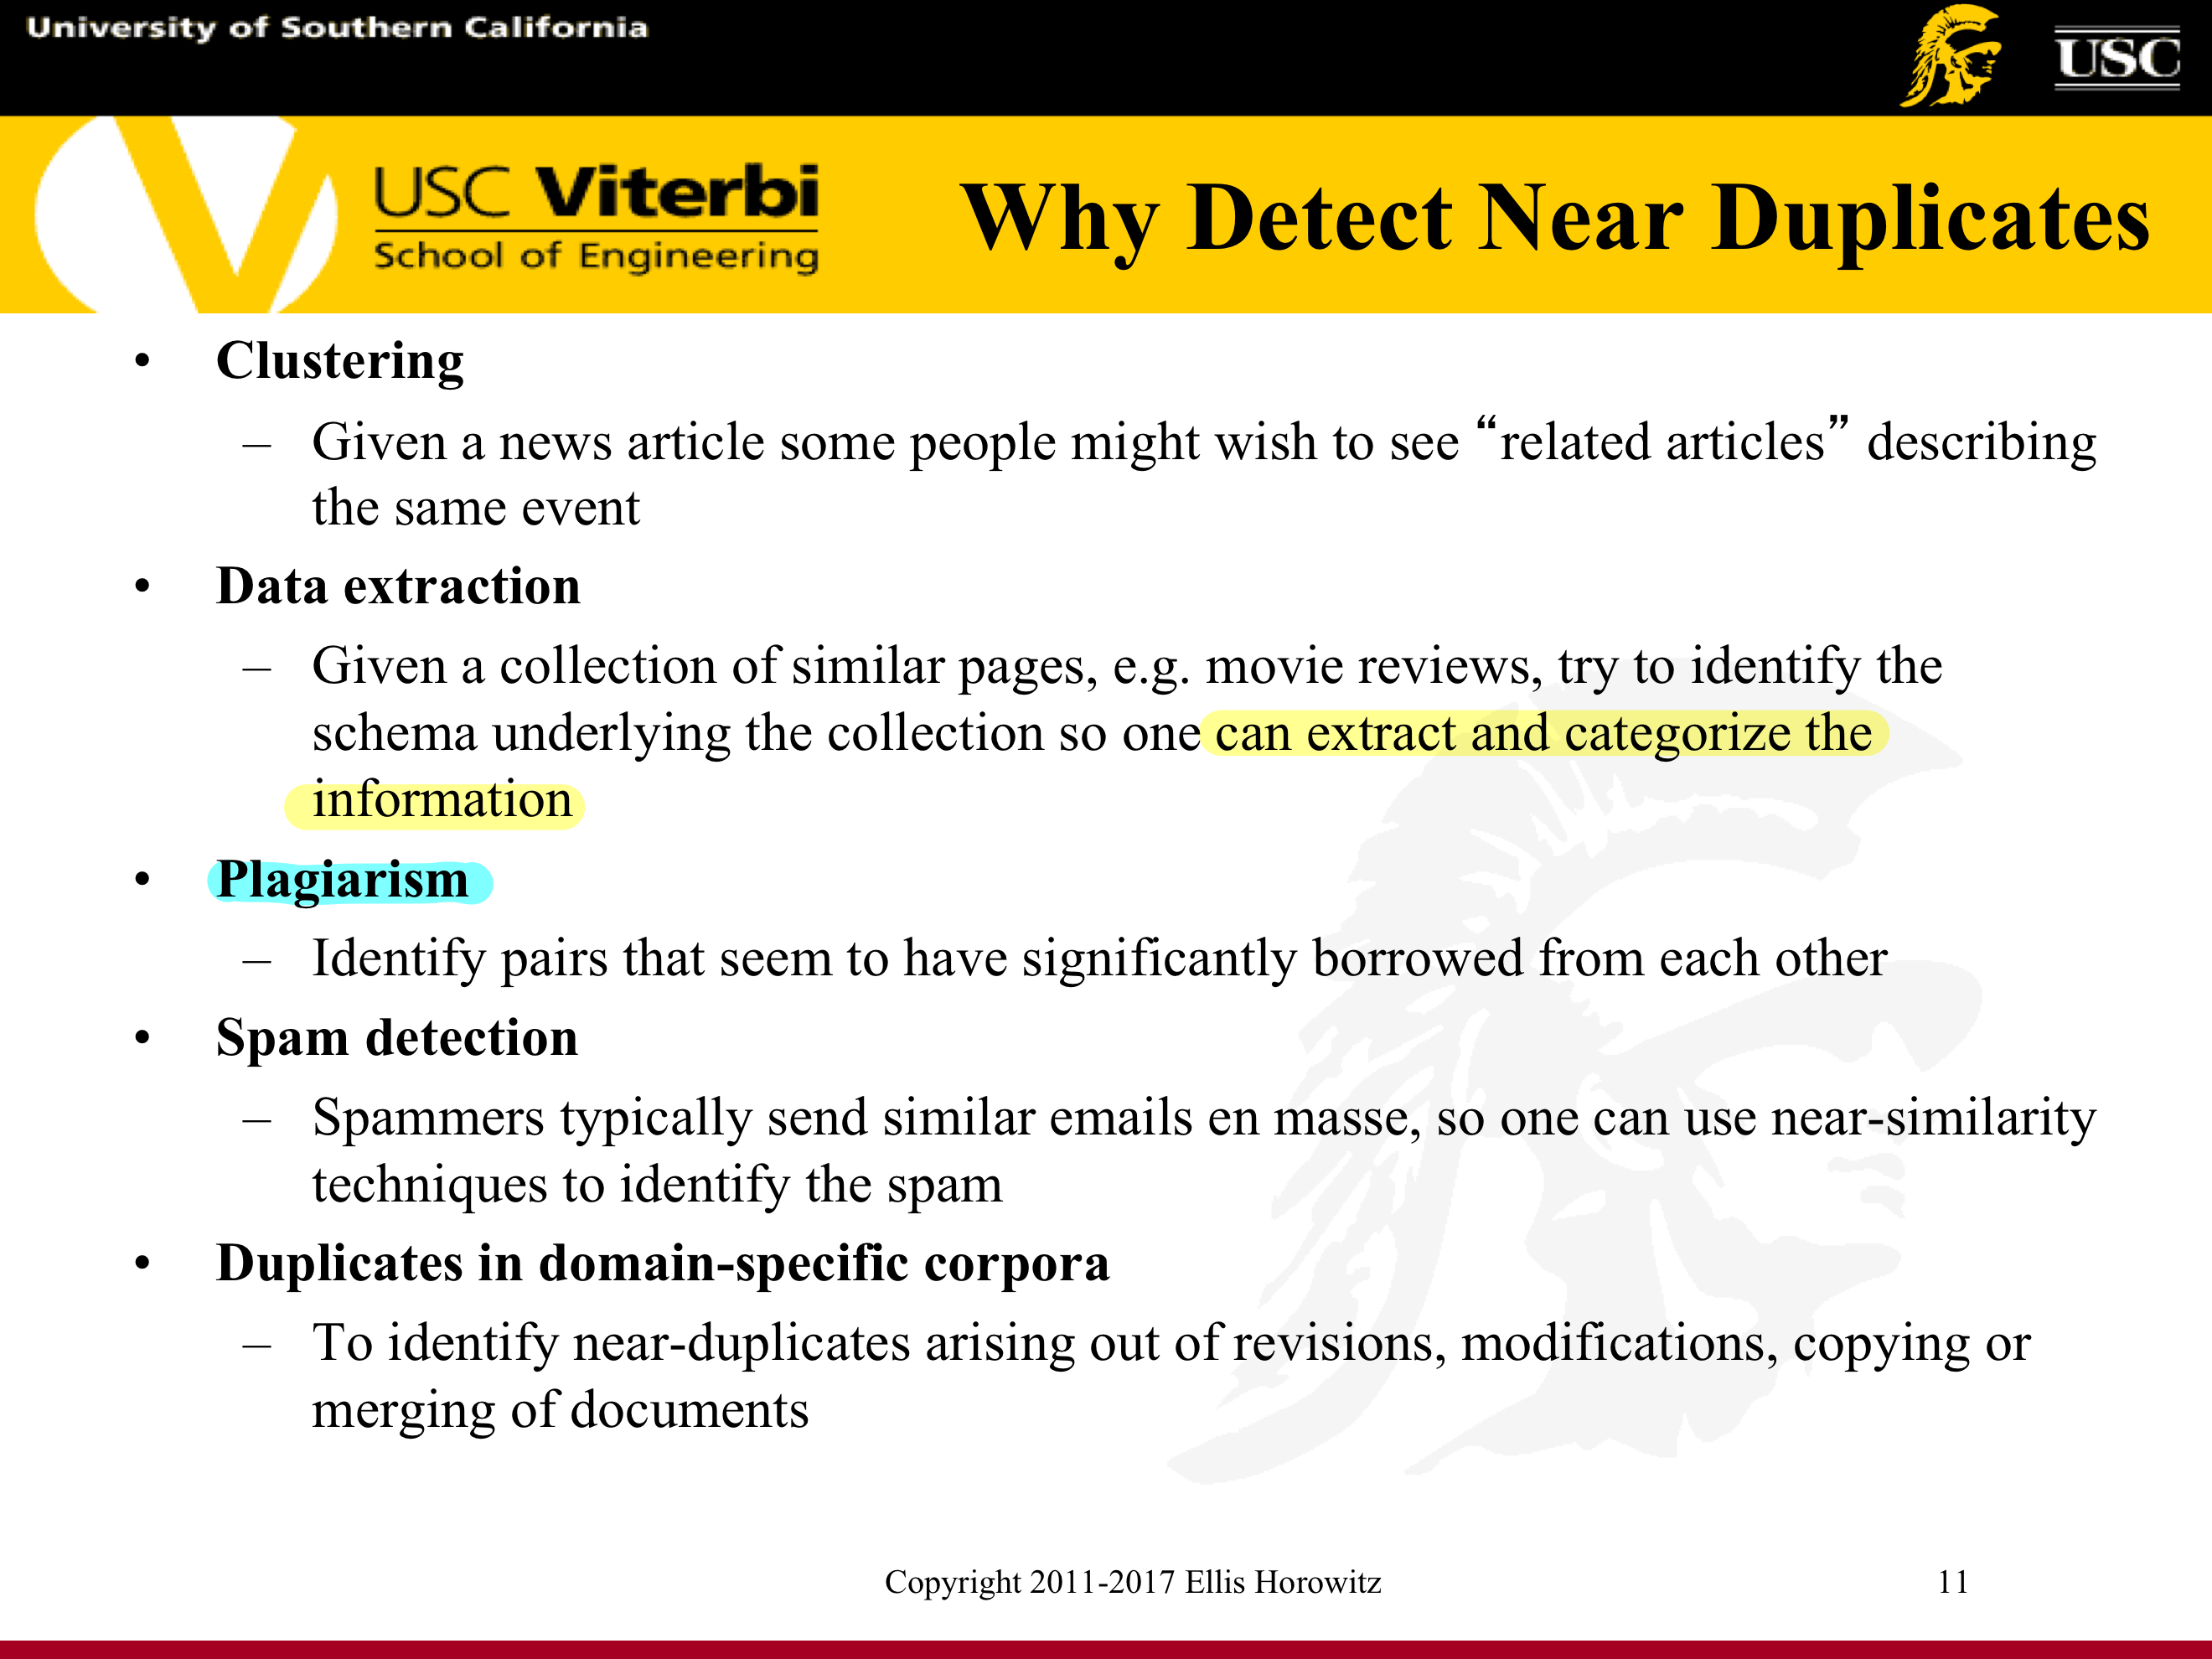 University of Southern California
USC
USC Viterbi
School of Engineering
Why Detect Near Duplicates
• Clustering
– Given a news article some people might wish to see “related articles” describing
the same event
• Data extraction
– Given a collection of similar pages, e.g. movie reviews, try to identify the
schema underlying the collection so one can extract and categorize the
information
• Plagiarism
– Identify pairs that seem to have significantly borrowed from each other
• Spam detection
– Spammers typically send similar emails en masse, so one can use near-similarity
techniques to identify the spam
• Duplicates in domain-specific corpora
– To identify near-duplicates arising out of revisions, modifications, copying or
merging of documents
Copyright 2011-2017 Ellis Horowitz
11